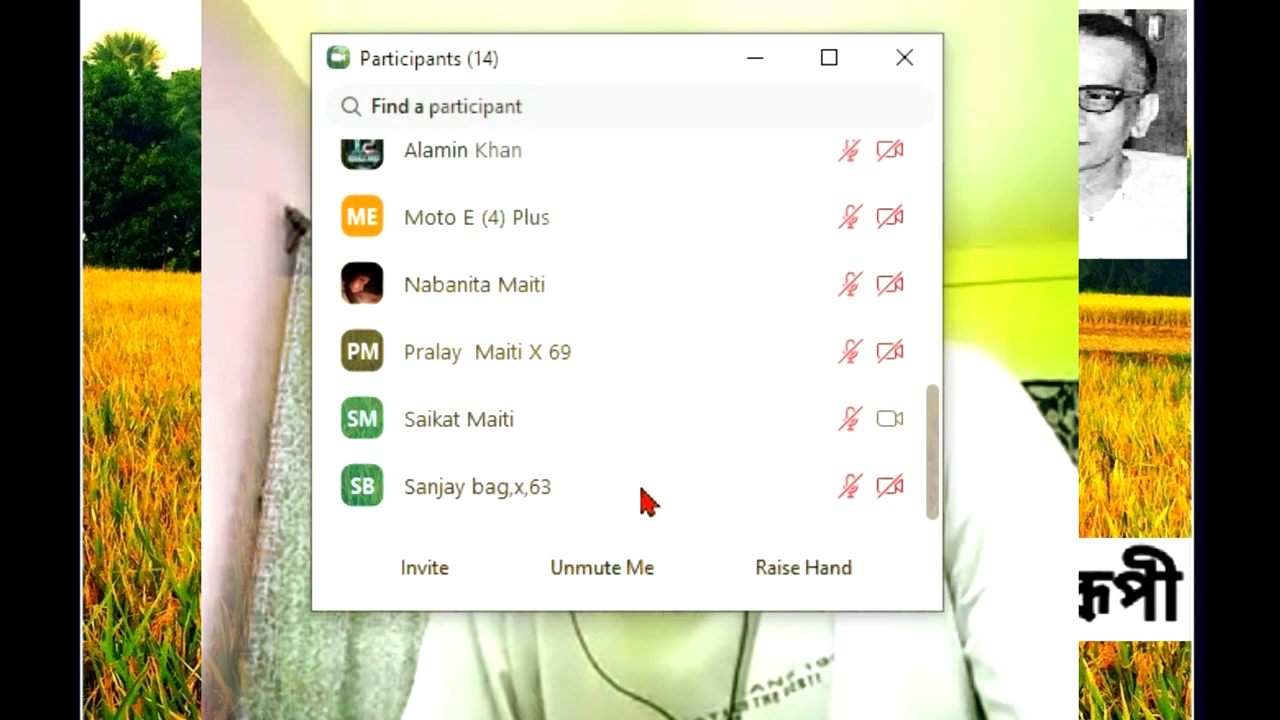 Participants (14)
Find a participant
Alamin Khan
ME Moto E (4) Plus
Nabanita Maiti
PM Pralay Maiti X 69
SM Saikat Maiti
SB Sanjay bag,x,63
Invite Unmute Me Raise Hand
রূপী